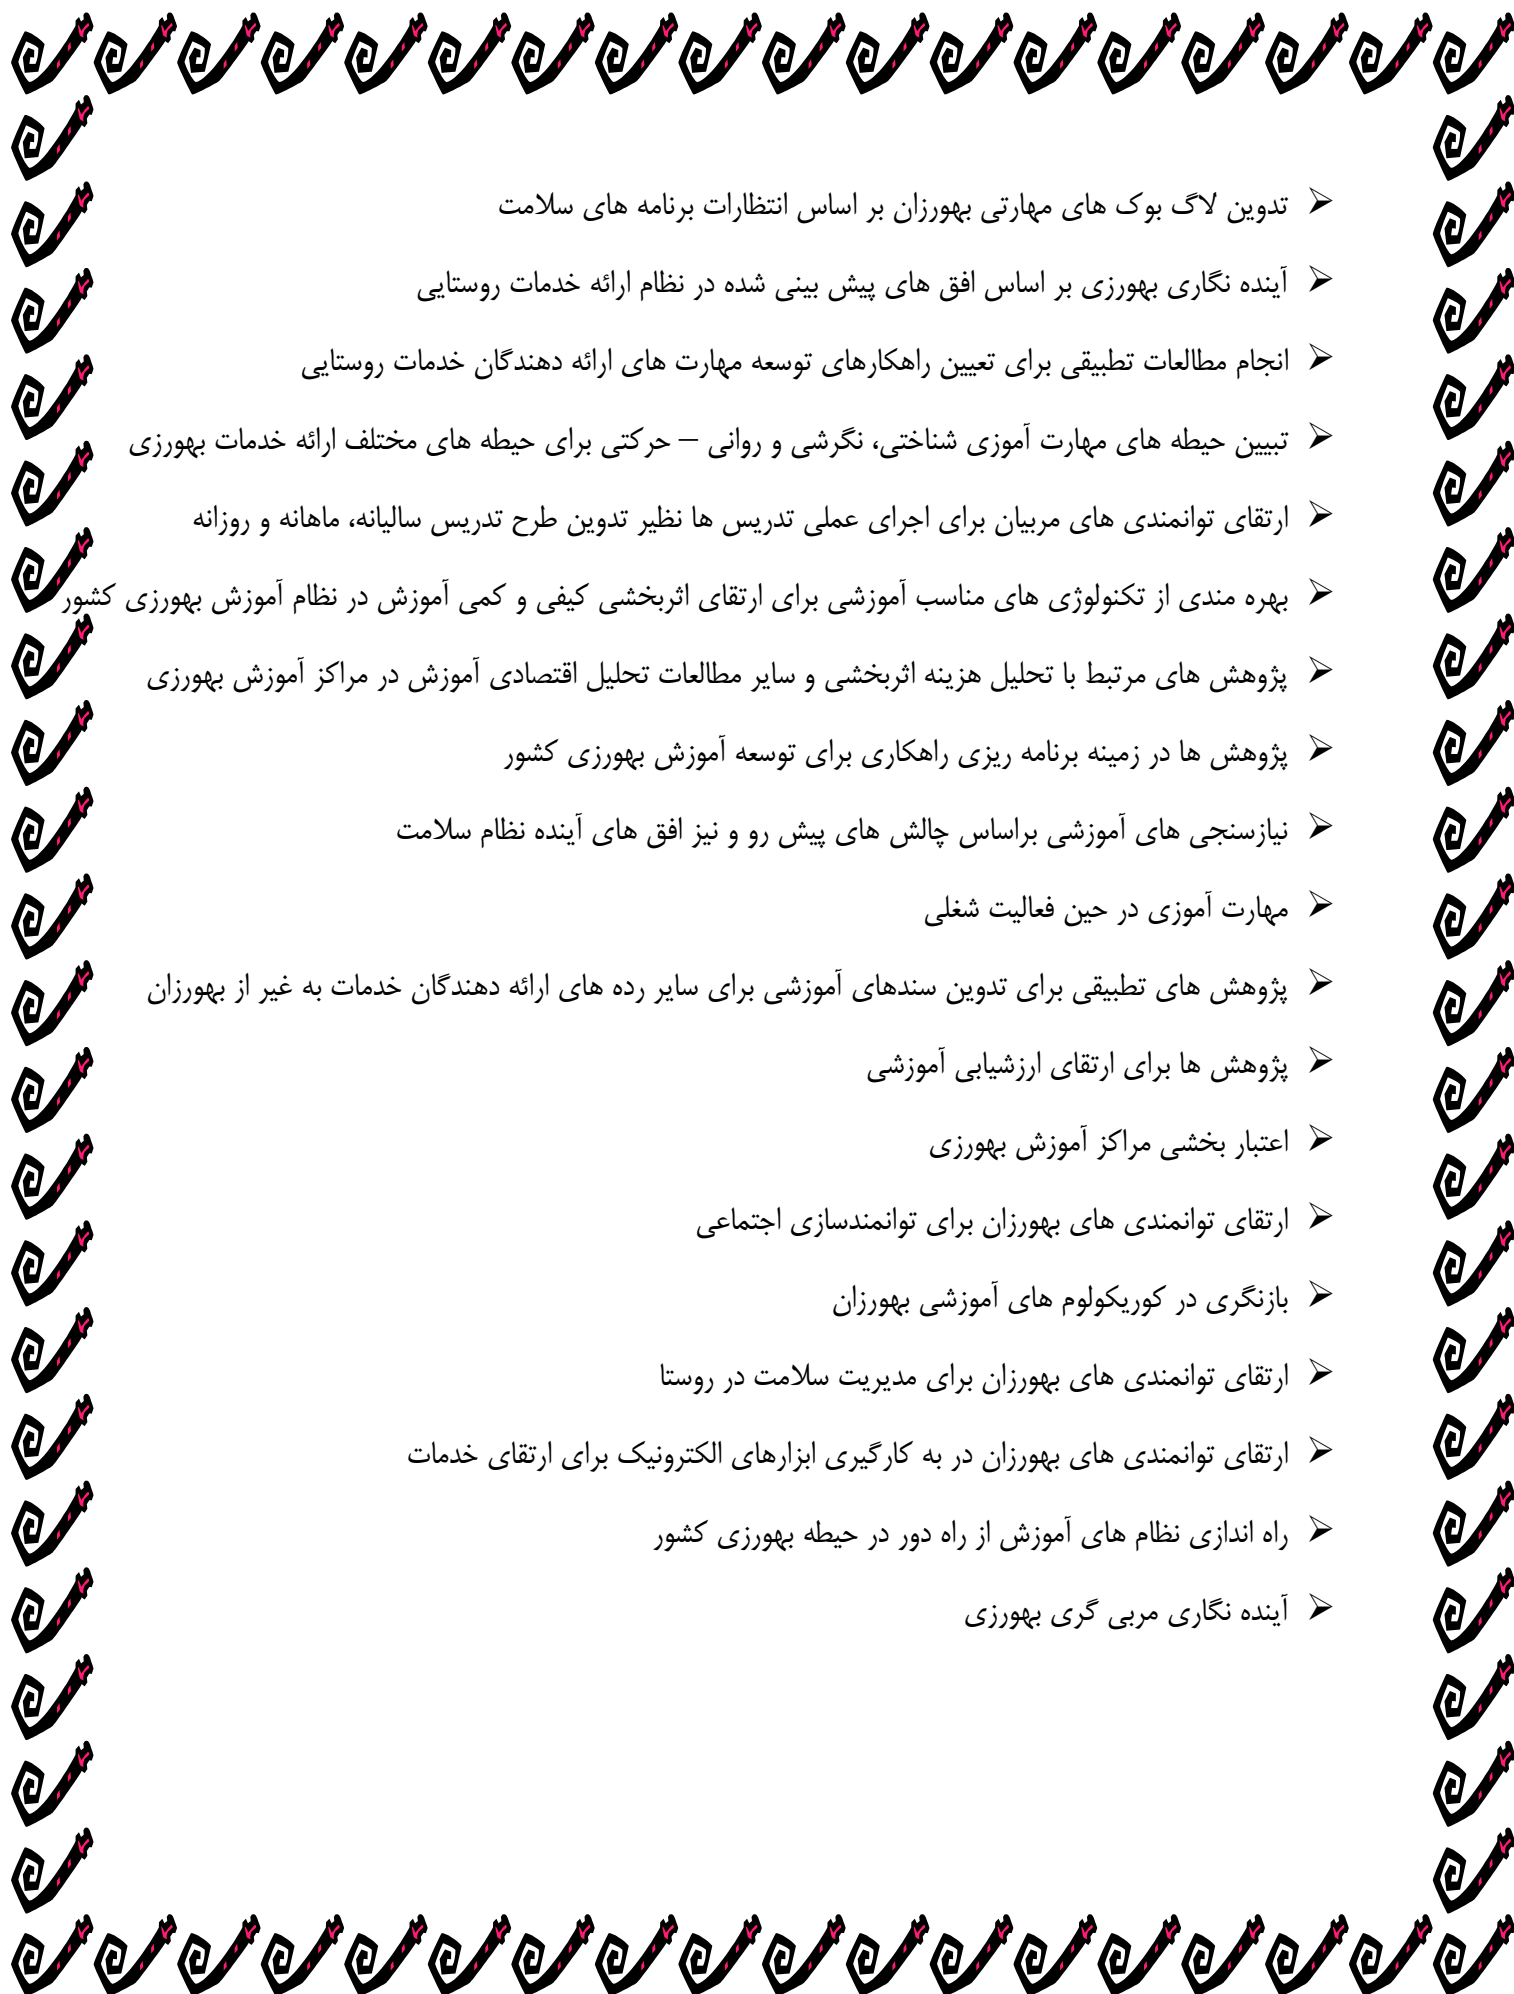 تدوین لاگ بوک های مهارتی بهورزان بر اساس انتظارات برنامه های سلامت
آینده نگاری بهورزی بر اساس افق های پیش بینی شده در نظام ارائه خدمات روستایی
انجام مطالعات تطبیقی برای تعیین راهکارهای توسعه مهارت های ارائه دهندگان خدمات روستایی
تبیین حیطه های مهارت آموزی شناختی، نگرشی و روانی – حرکتی برای حیطه های مختلف ارائه خدمات بهورزی
ارتقای توانمندی های مربیان برای اجرای عملی تدریس ها نظیر تدوین طرح تدریس سالیانه، ماهانه و روزانه
بهره مندی از تکنولوژی های مناسب آموزشی برای ارتقای اثربخشی کیفی و کمی آموزش در نظام آموزش بهورزی کشور
پژوهش های مرتبط با تحلیل هزینه اثربخشی و سایر مطالعات تحلیل اقتصادی آموزش در مراکز آموزش بهورزی
پژوهش ها در زمینه برنامه ریزی راهکاری برای توسعه آموزش بهورزی کشور
نیازسنجی های آموزشی براساس چالش های پیش رو و نیز افق های آینده نظام سلامت
مهارت آموزی در حین فعالیت شغلی
پژوهش های تطبیقی برای تدوین سندهای آموزشی برای سایر رده های ارائه دهندگان خدمات به غیر از بهورزان
پژوهش ها برای ارتقای ارزشیابی آموزشی
اعتبار بخشی مراکز آموزش بهورزی
ارتقای توانمندی های بهورزان برای توانمندسازی اجتماعی
بازنگری در کوریکولوم های آموزشی بهورزان
ارتقای توانمندی های بهورزان برای مدیریت سلامت در روستا
ارتقای توانمندی های بهورزان در به کارگیری ابزارهای الکترونیک برای ارتقای خدمات
راه اندازی نظام های آموزش از راه دور در حیطه بهورزی کشور
آینده نگاری مربی گری بهورزی